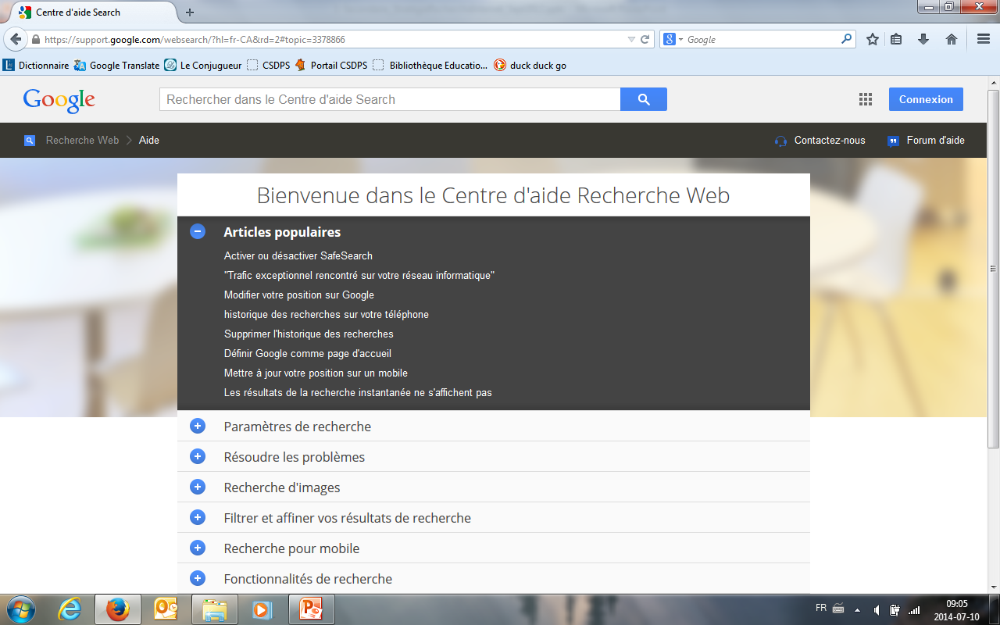 Centre d'aide Search
https://support.google.com/websearch/?hl=fr-CA&rd=2#topic=3378866
Google
Dictionnaire Google Translate Le Conjugueur CSDPS Portail CSDPS Bibliothèque Educatio... duck duck go
Google
Rechercher dans le Centre d'aide Search
Connexion
Recherche Web Aide
Contactez-nous Forum d'aide
Bienvenue dans le Centre d'aide Recherche Web
Articles populaires
Activer ou désactiver SafeSearch
"Trafic exceptionnel rencontré sur votre réseau informatique"
Modifier votre position sur Google
historique des recherches sur votre téléphone
Supprimer l'historique des recherches
Définir Google comme page d'accueil
Mettre à jour votre position sur un mobile
Les résultats de la recherche instantanée ne s'affichent pas
Paramètres de recherche
Résoudre les problèmes
Recherche d'images
Filtrer et affiner vos résultats de recherche
Recherche pour mobile
Fonctionnalités de recherche
FR
09:05
2014-07-10